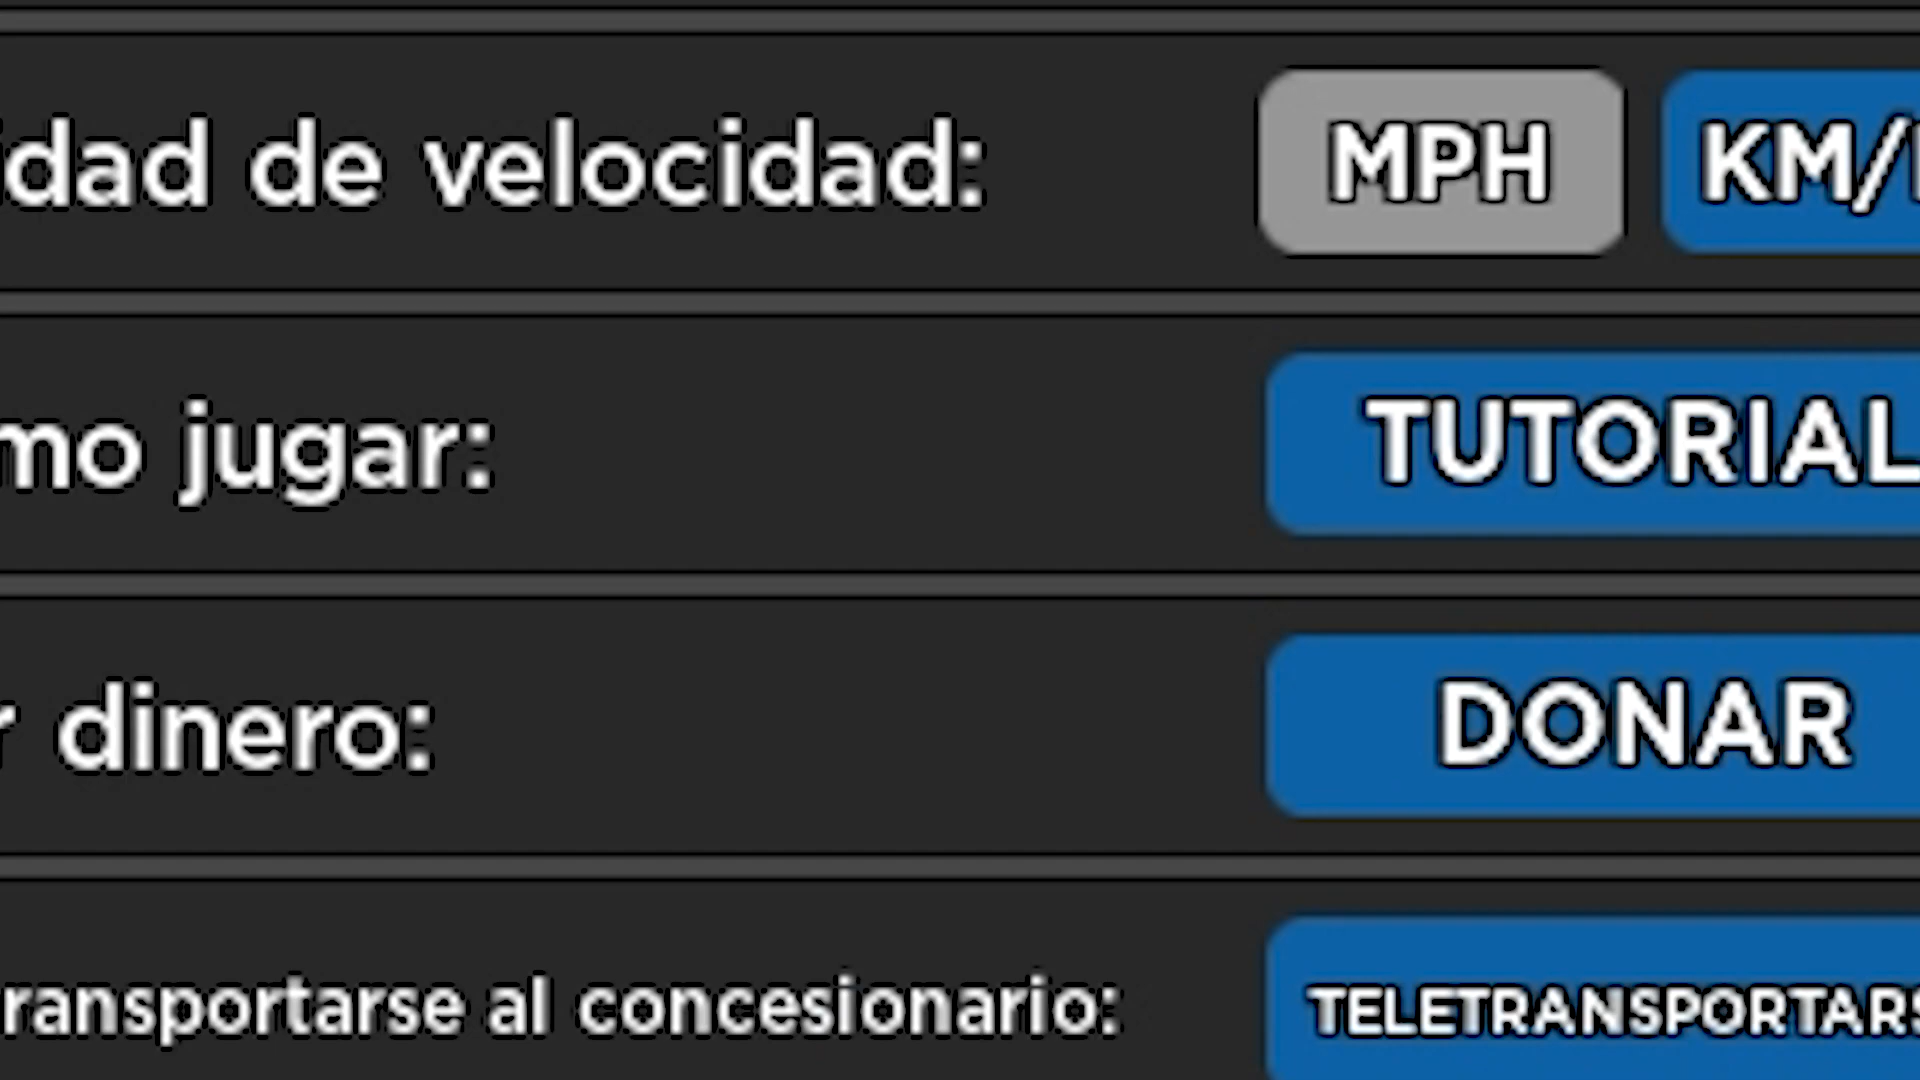 idad de velocidad: MPH KM/
mo jugar: TUTORIAL
r dinero: DONAR
ransportarse al concesionario: TELETRANSPORTARS